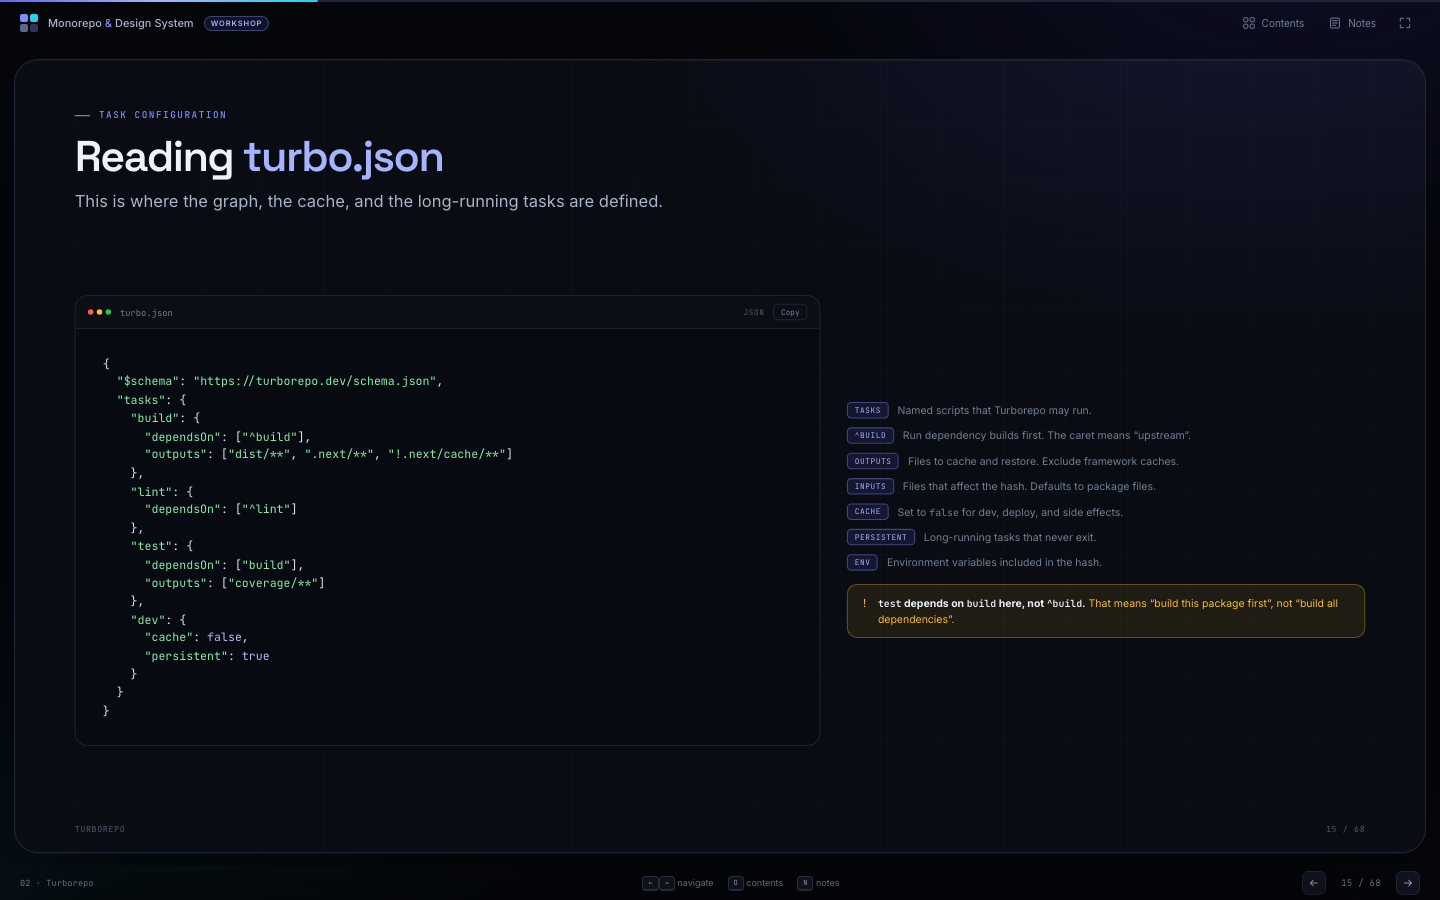 Monorepo & Design System WORKSHOP
Contents Notes
TASK CONFIGURATION
Reading turbo.json
This is where the graph, the cache, and the long-running tasks are defined.
turbo.json JSON Copy
{
"$schema": "https://turborepo.dev/schema.json",
"tasks": {
"build": {
"dependsOn": ["^build"],
"outputs": ["dist/**", ".next/**", "!.next/cache/**"]
},
"lint": {
"dependsOn": ["^lint"]
},
"test": {
"dependsOn": ["build"],
"outputs": ["coverage/**"]
},
"dev": {
"cache": false,
"persistent": true
}
}
}
TASKS Named scripts that Turborepo may run.
^BUILD Run dependency builds first. The caret means “upstream”.
OUTPUTS Files to cache and restore. Exclude framework caches.
INPUTS Files that affect the hash. Defaults to package files.
CACHE Set to false for dev, deploy, and side effects.
PERSISTENT Long-running tasks that never exit.
ENV Environment variables included in the hash.
! test depends on build here, not ^build. That means “build this package first”, not “build all
dependencies”.
TURBOREPO
15 / 68
02 · Turborepo
← → navigate O contents N notes
← 15 / 68 →